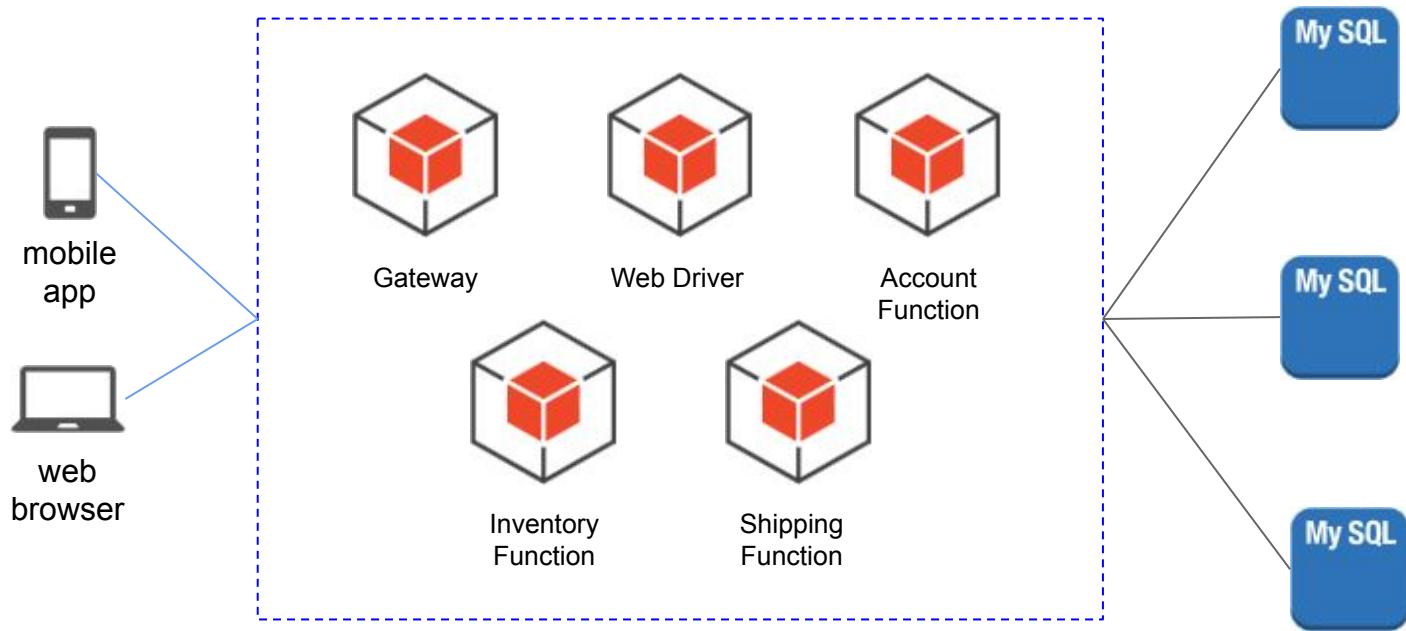 My SQL
mobile
app
Gateway
Web Driver
Account
Function
My SQL
web
browser
Inventory
Function
Shipping
Function
My SQL